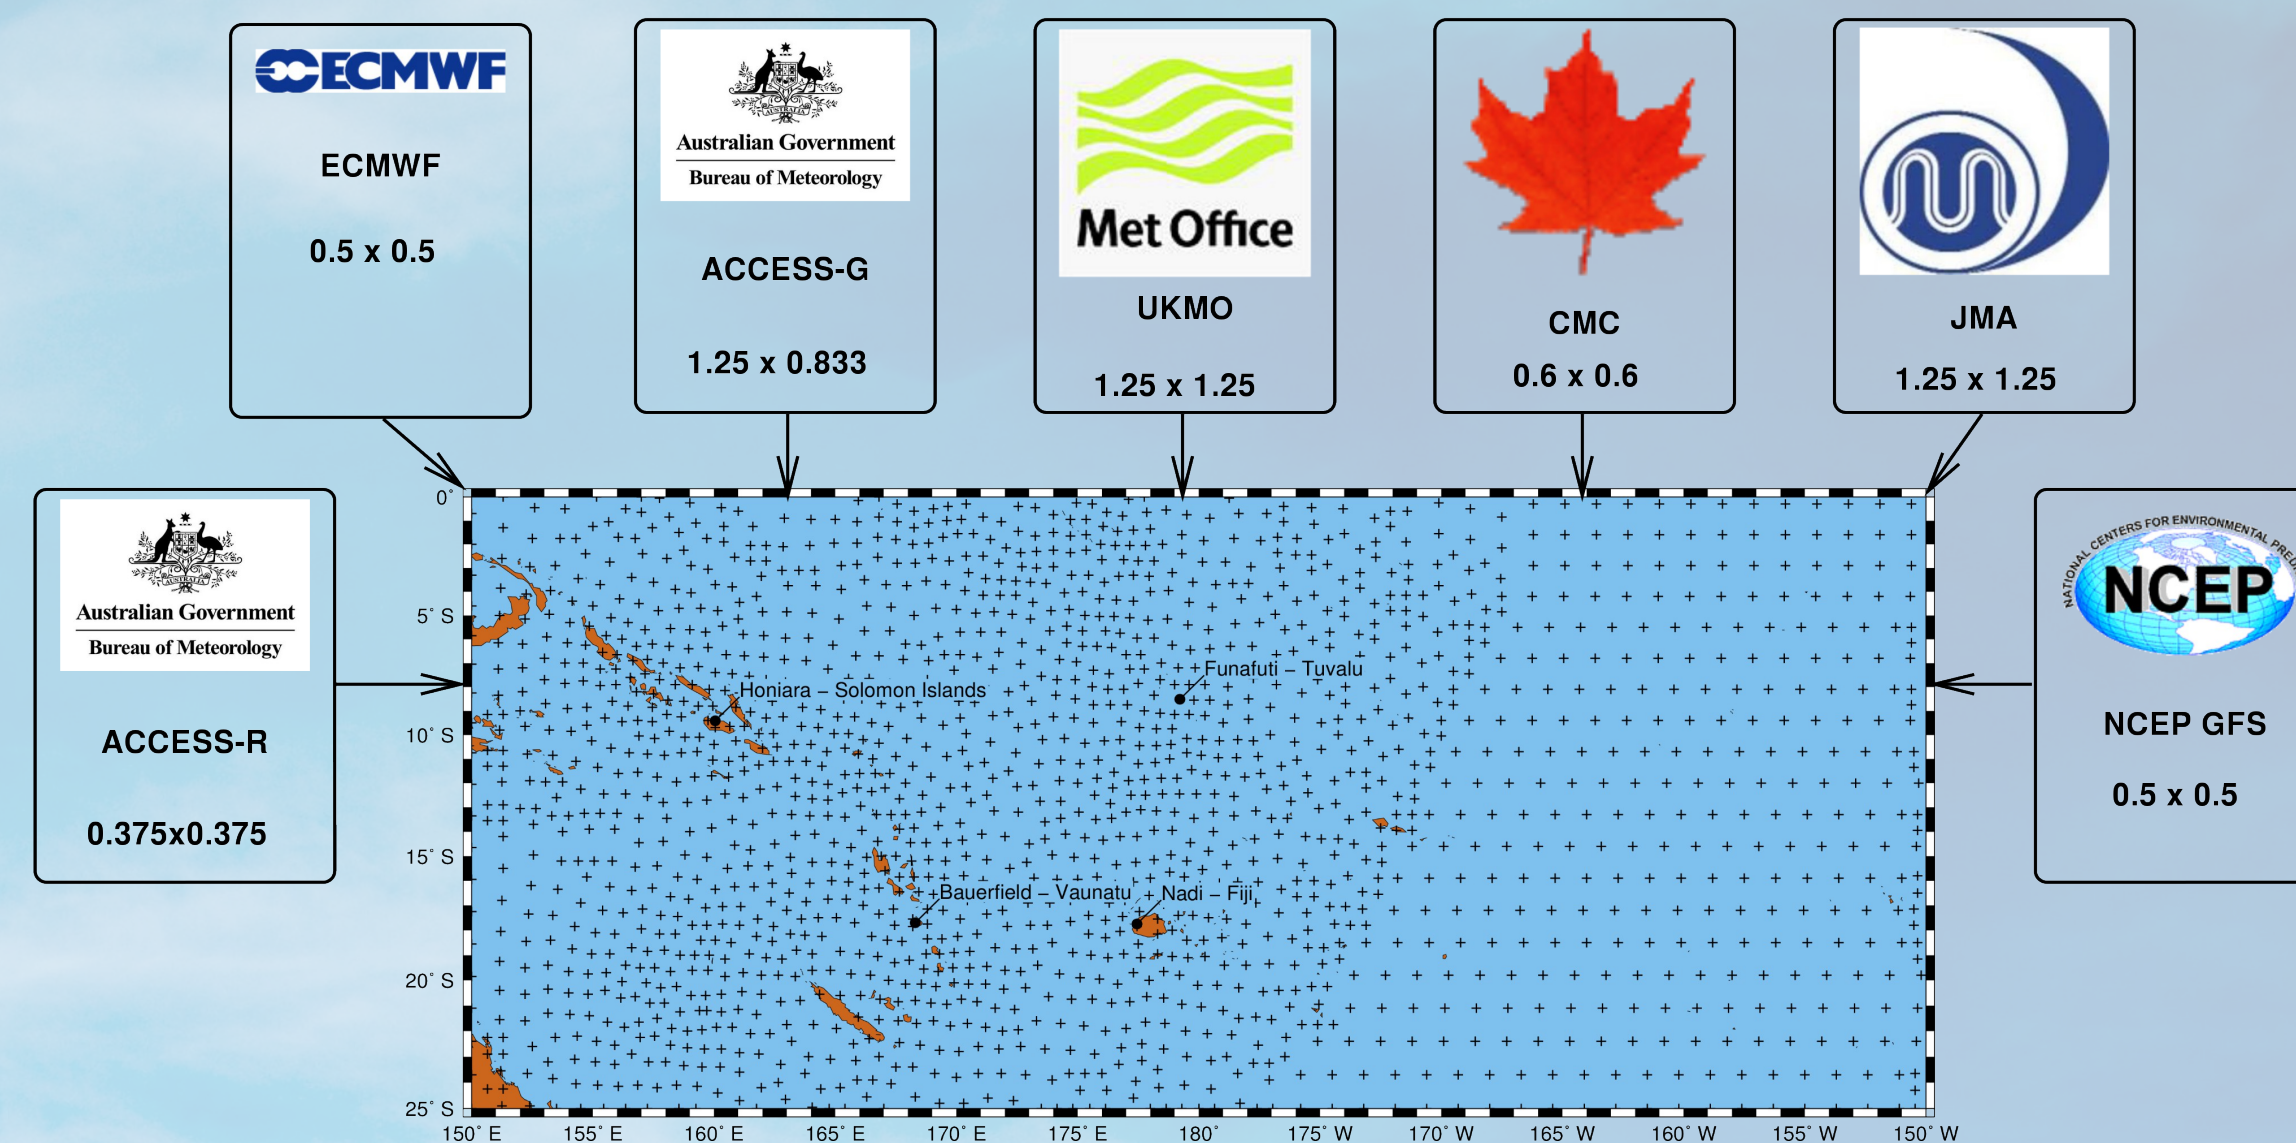 ECMWF
ECMWF
0.5 x 0.5
Australian Government
Bureau of Meteorology
ACCESS-G
1.25 x 0.833
Met Office
UKMO
1.25 x 1.25
CMC
0.6 x 0.6
JMA
1.25 x 1.25
Australian Government
Bureau of Meteorology
ACCESS-R
0.375x0.375
NATIONAL CENTERS FOR ENVIRONMENTAL
NCEP
NCEP GFS
0.5 x 0.5
0°
5° S
10° S
15° S
20° S
25° S
Funafuti – Tuvalu
Honiara – Solomon Islands
Bauerfield – Vaunatu
Nadi – Fiji
150° E 155° E 160° E 165° E 170° E 175° E 180° 175° W 170° W 165° W 160° W 155° W 150° W